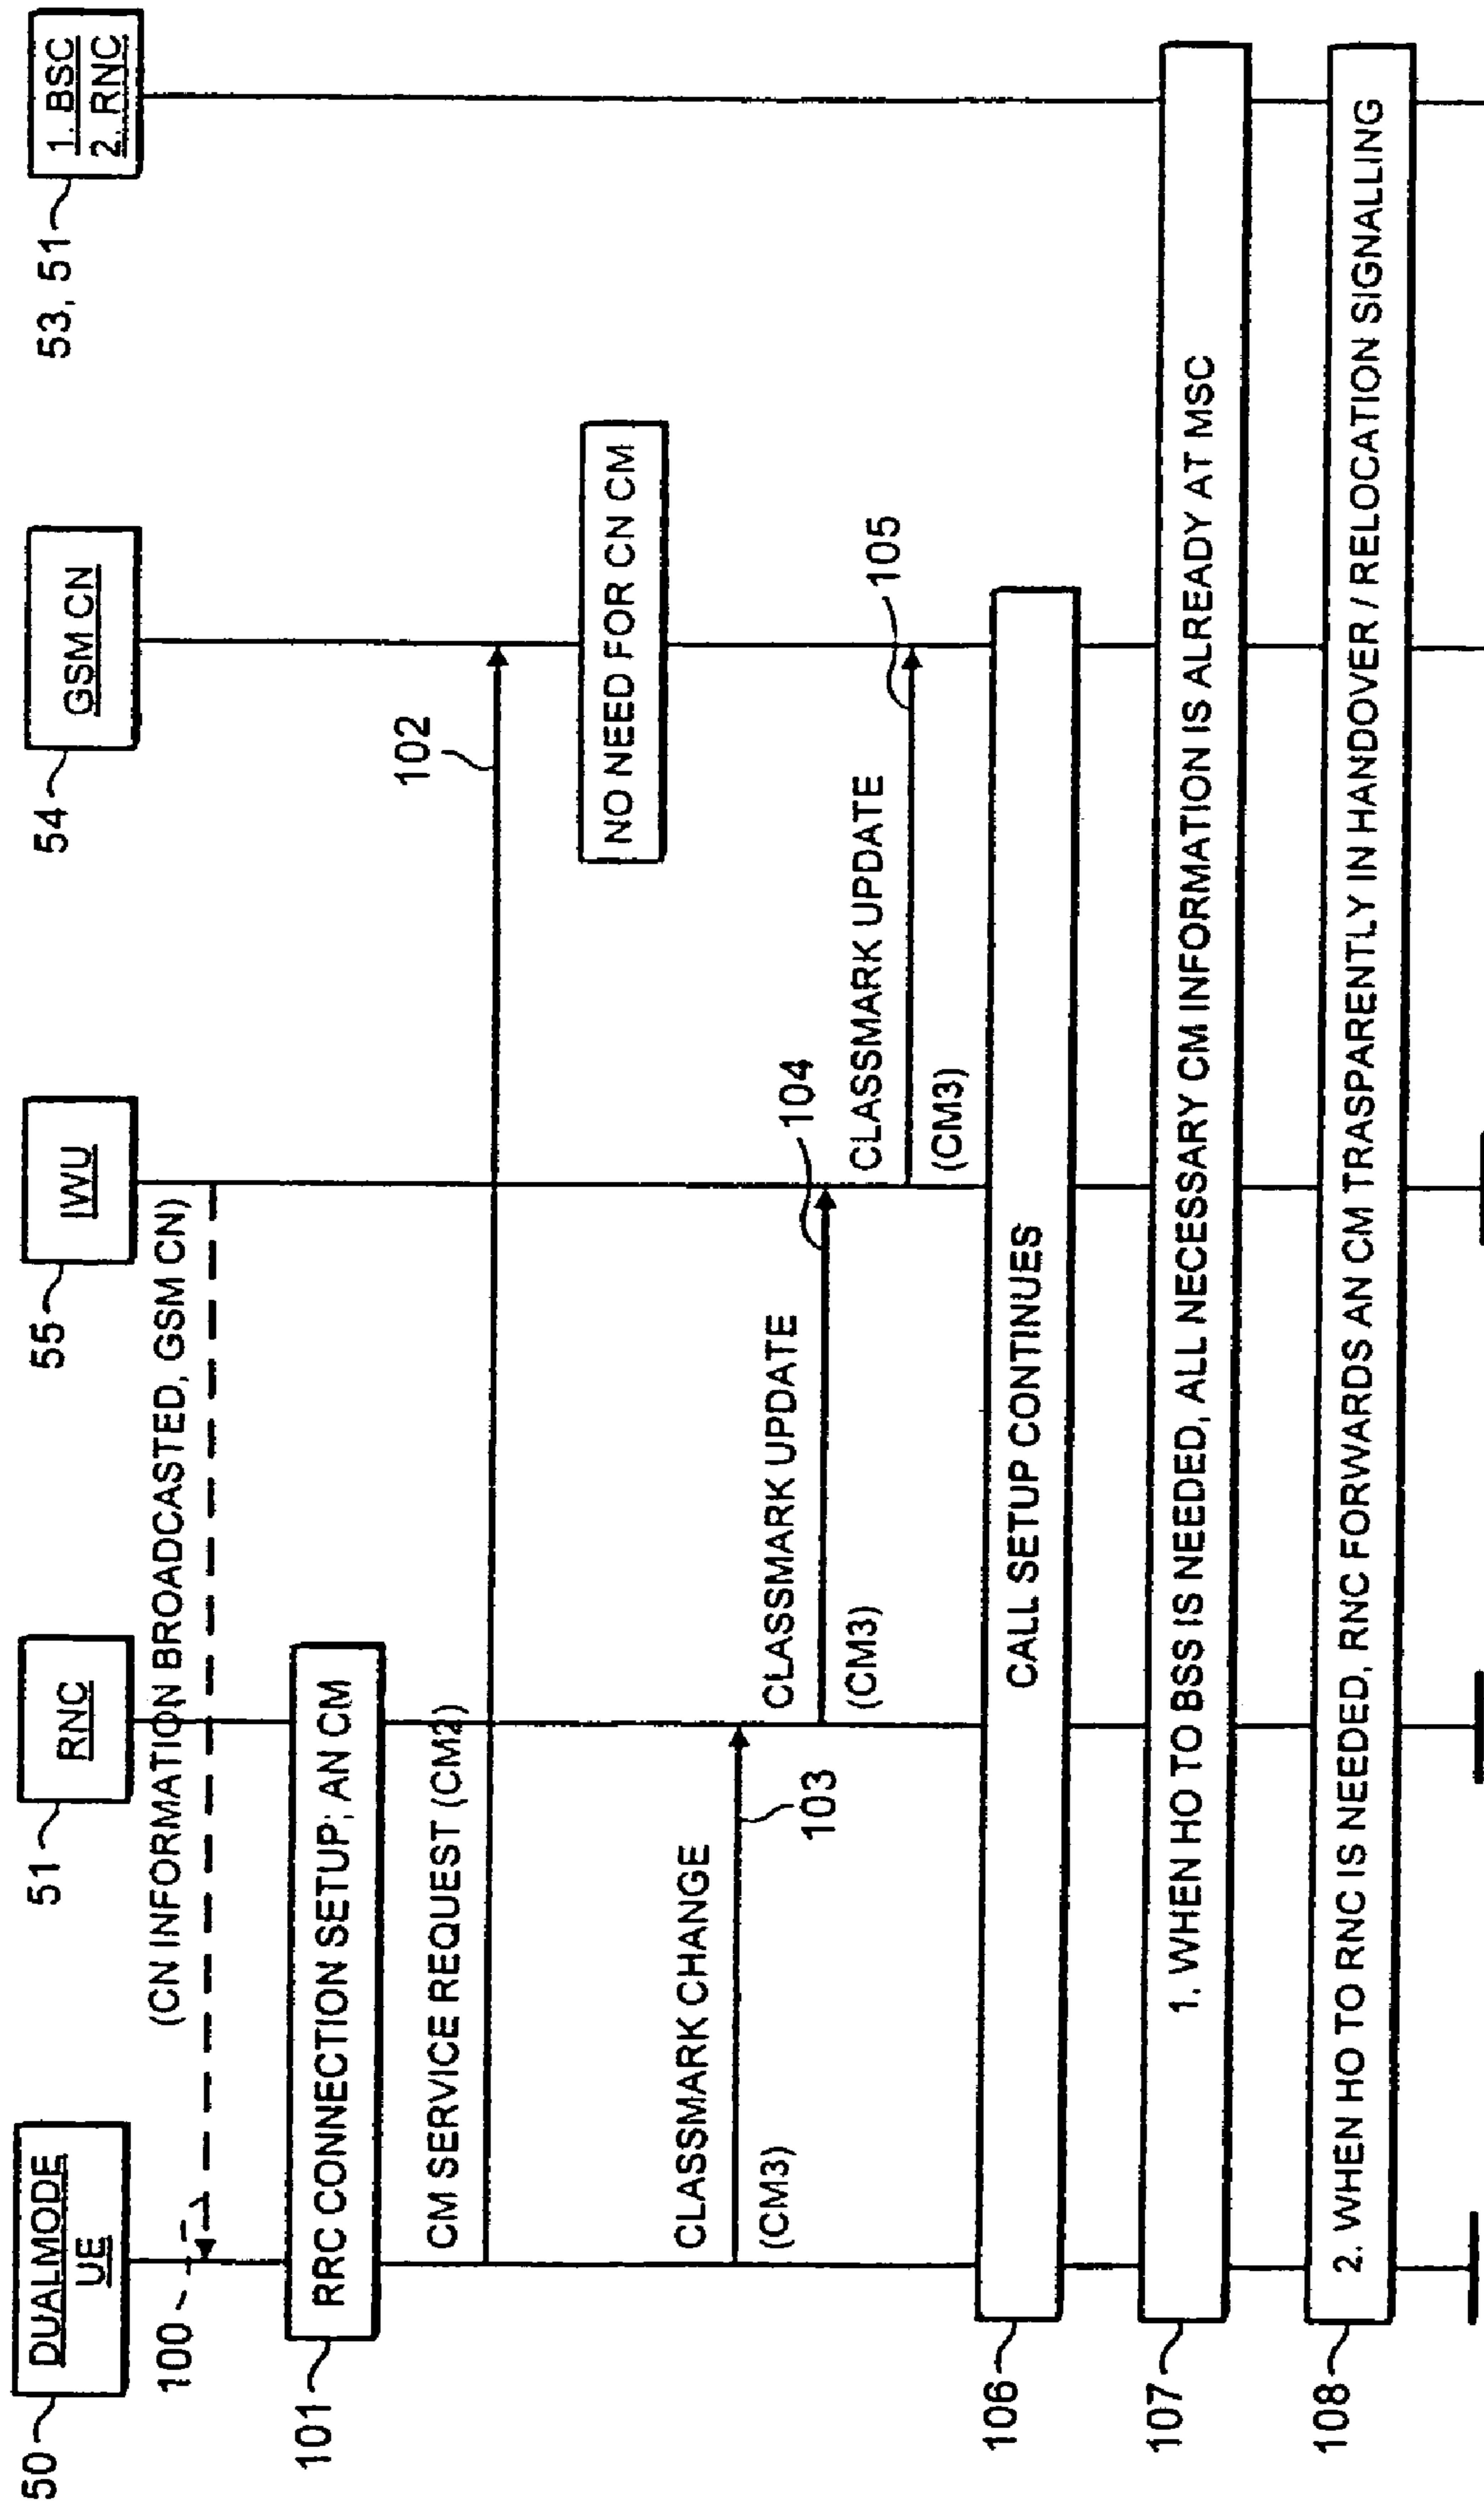 50
DUALMODE
UE
51
RNC
55
IWU
54
GSM CN
53, 51
1. BSC
2. RNC
100
(CN INFORMATION BROADCASTED, GSM CN)
101
RRC CONNECTION SETUP; AN CM
CM SERVICE REQUEST (CM2)
102
NO NEED FOR CN CM
CLASSMARK CHANGE
(CM3)
103
CLASSMARK UPDATE
(CM3)
104
CLASSMARK UPDATE
(CM3)
105
106
CALL SETUP CONTINUES
107
1. WHEN HO TO BSS IS NEEDED, ALL NECESSARY CM INFORMATION IS ALREADY AT MSC
108
2. WHEN HO TO RNC IS NEEDED, RNC FORWARDS AN CM TRASPARENTLY IN HANDOVER / RELOCATION SIGNALLING